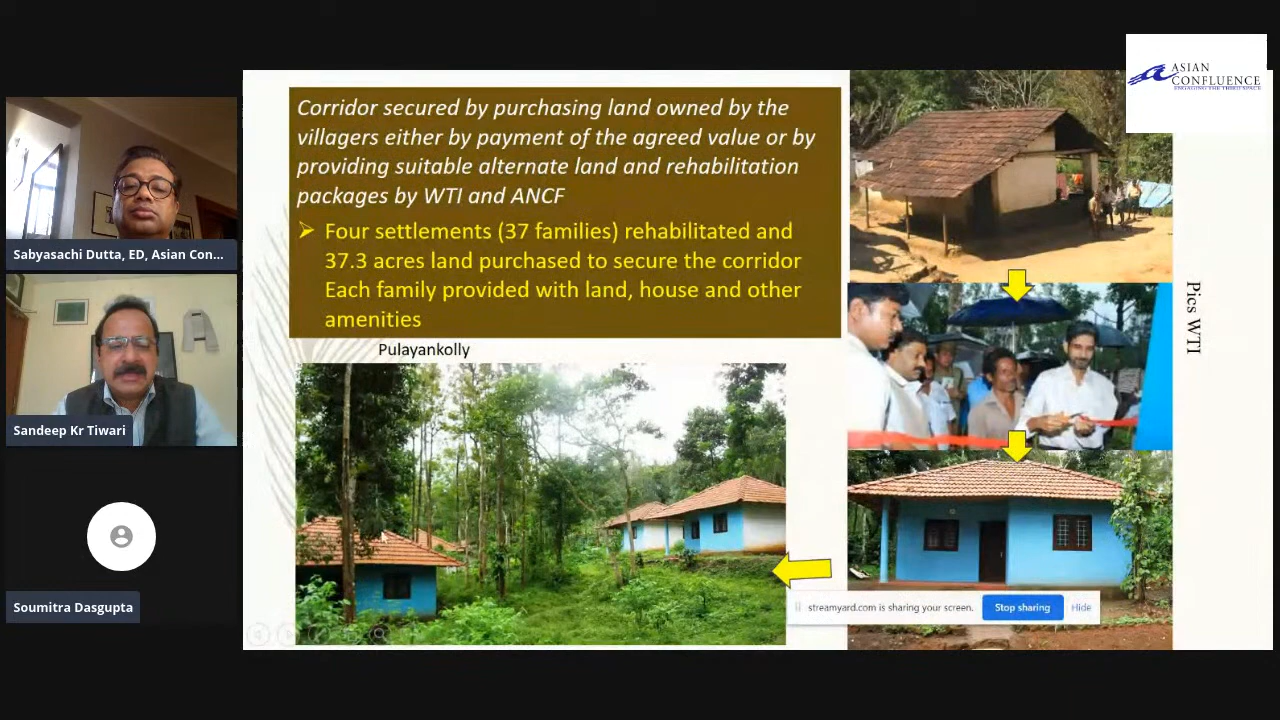 ASIAN
CONFLUENCE
ENGAGING THE THIRD SPACE
Sabyasachi Dutta, ED, Asian Con...
Sandeep Kr Tiwari
Soumitra Dasgupta
Corridor secured by purchasing land owned by the
villagers either by payment of the agreed value or by
providing suitable alternate land and rehabilitation
packages by WTI and ANCF
➢ Four settlements (37 families) rehabilitated and
37.3 acres land purchased to secure the corridor
Each family provided with land, house and other
amenities
Pulayankolly
Pics WTI
streamyard.com is sharing your screen.
Stop sharing
Hide